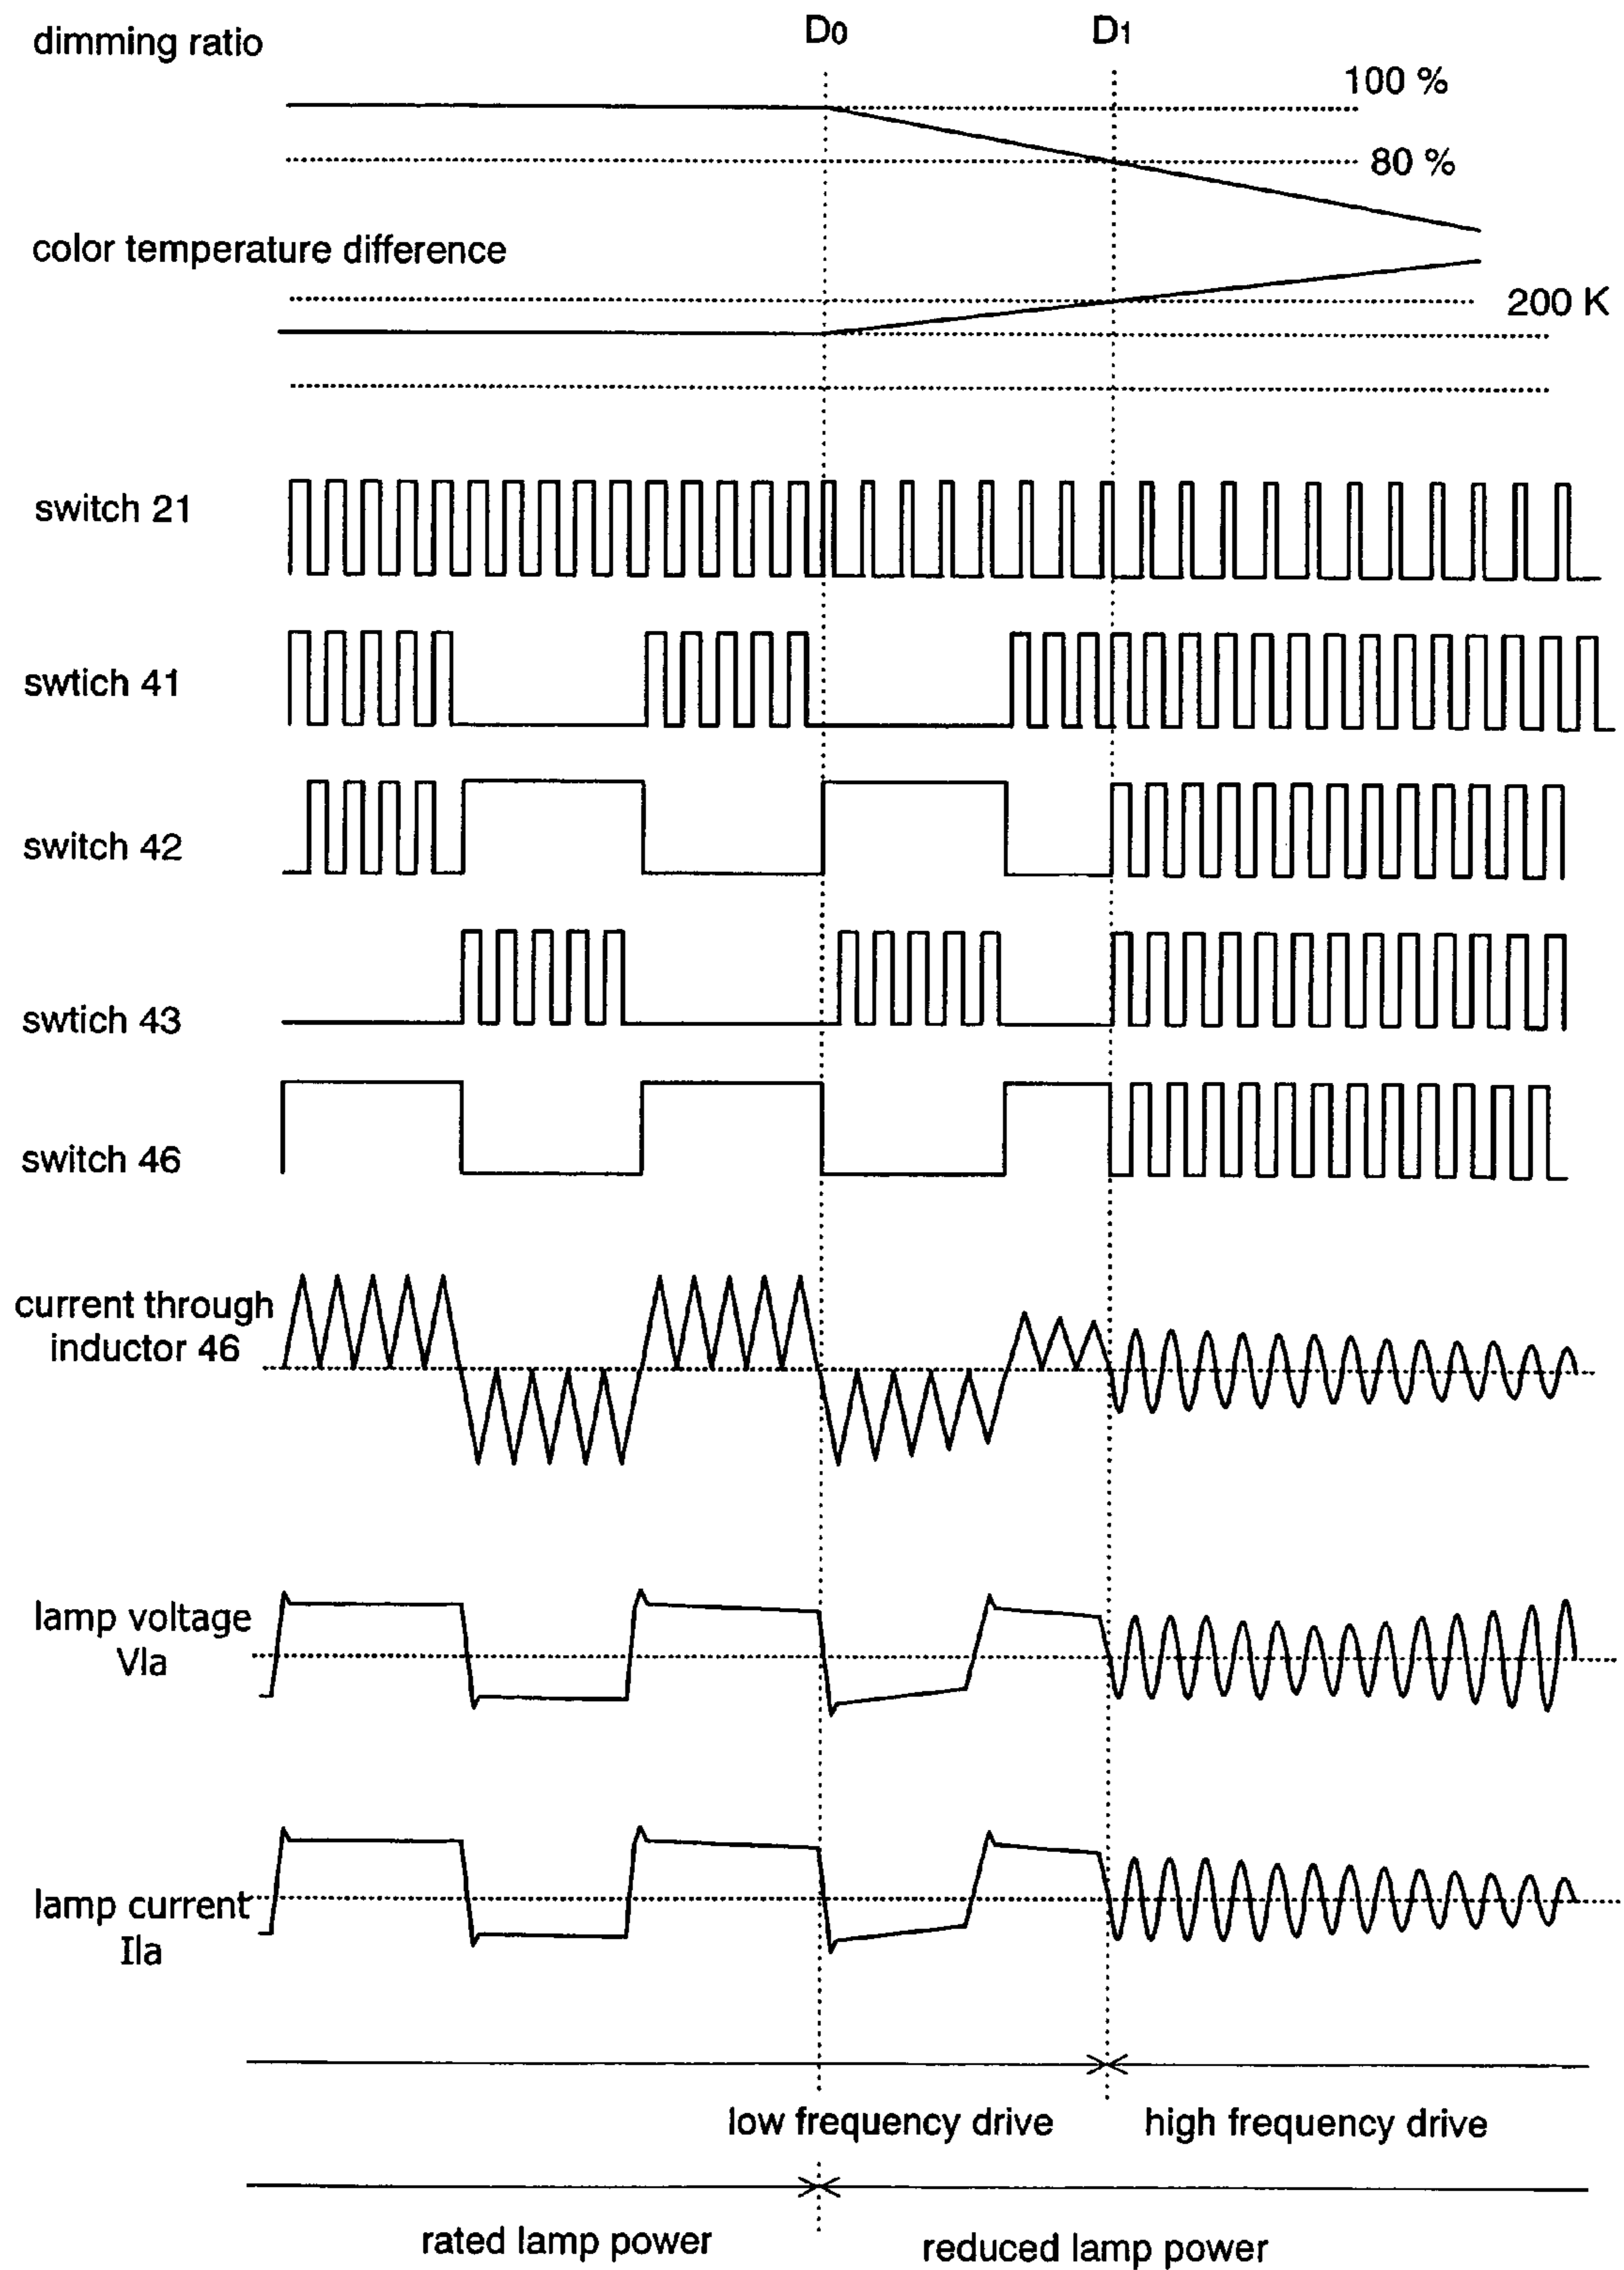 dimming ratio
D0
D1
100 %
80 %
color temperature difference
200 K
switch 21
swtich 41
switch 42
swtich 43
switch 46
current through
inductor 46
lamp voltage
Vla
lamp current
Ila
low frequency drive
high frequency drive
rated lamp power
reduced lamp power